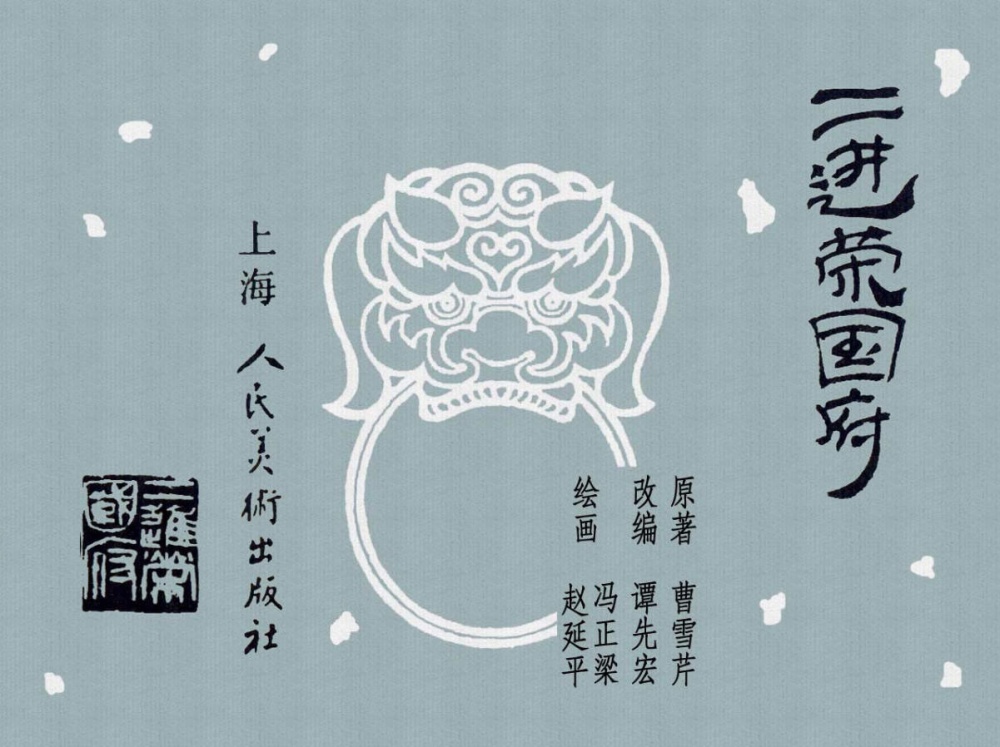 二进荣国府
原著 曹雪芹
改编 谭先宏
绘画 冯正梁
赵延平
上海人民美術出版社
二進榮國府